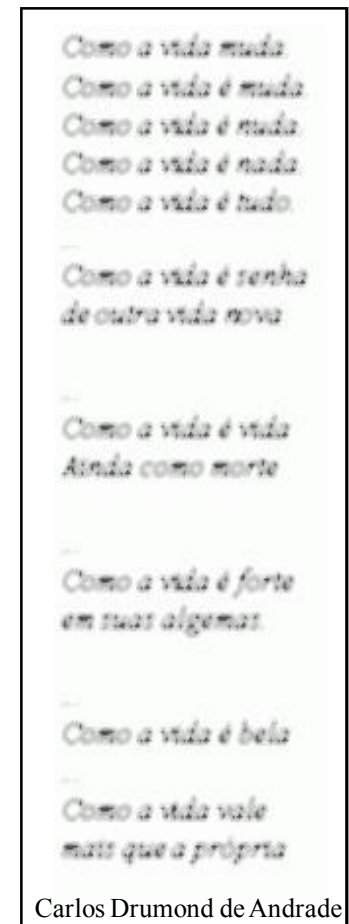 Como a vida muda.
Como a vida é muda.
Como a vida é nuda.
Como a vida é nada.
Como a vida é tudo.
...
Como a vida é senha
de outra vida nova
...
Como a vida é vida
Ainda como morte
...
Como a vida é forte
em suas algemas.
...
Como a vida é bela
...
Como a vida vale
mais que a própria
Carlos Drumond de Andrade